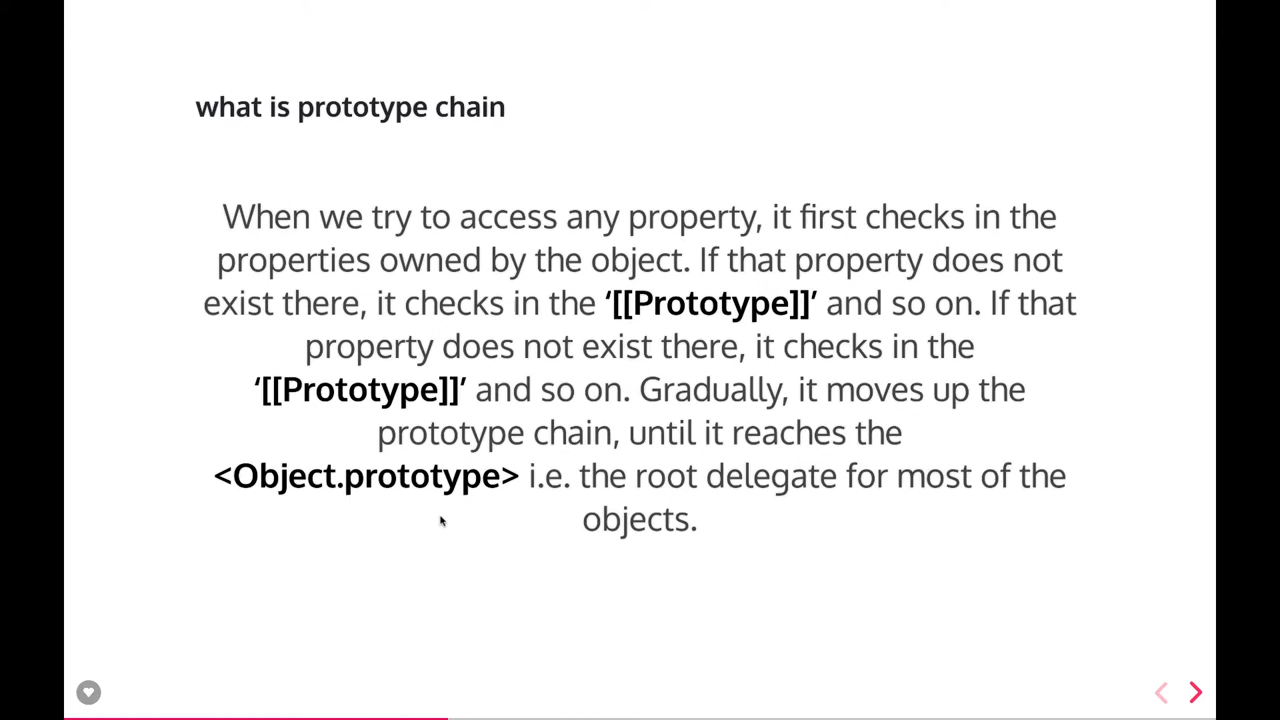 what is prototype chain
When we try to access any property, it first checks in the
properties owned by the object. If that property does not
exist there, it checks in the ‘[[Prototype]]’ and so on. If that
property does not exist there, it checks in the
‘[[Prototype]]’ and so on. Gradually, it moves up the
prototype chain, until it reaches the
<Object.prototype> i.e. the root delegate for most of the
objects.